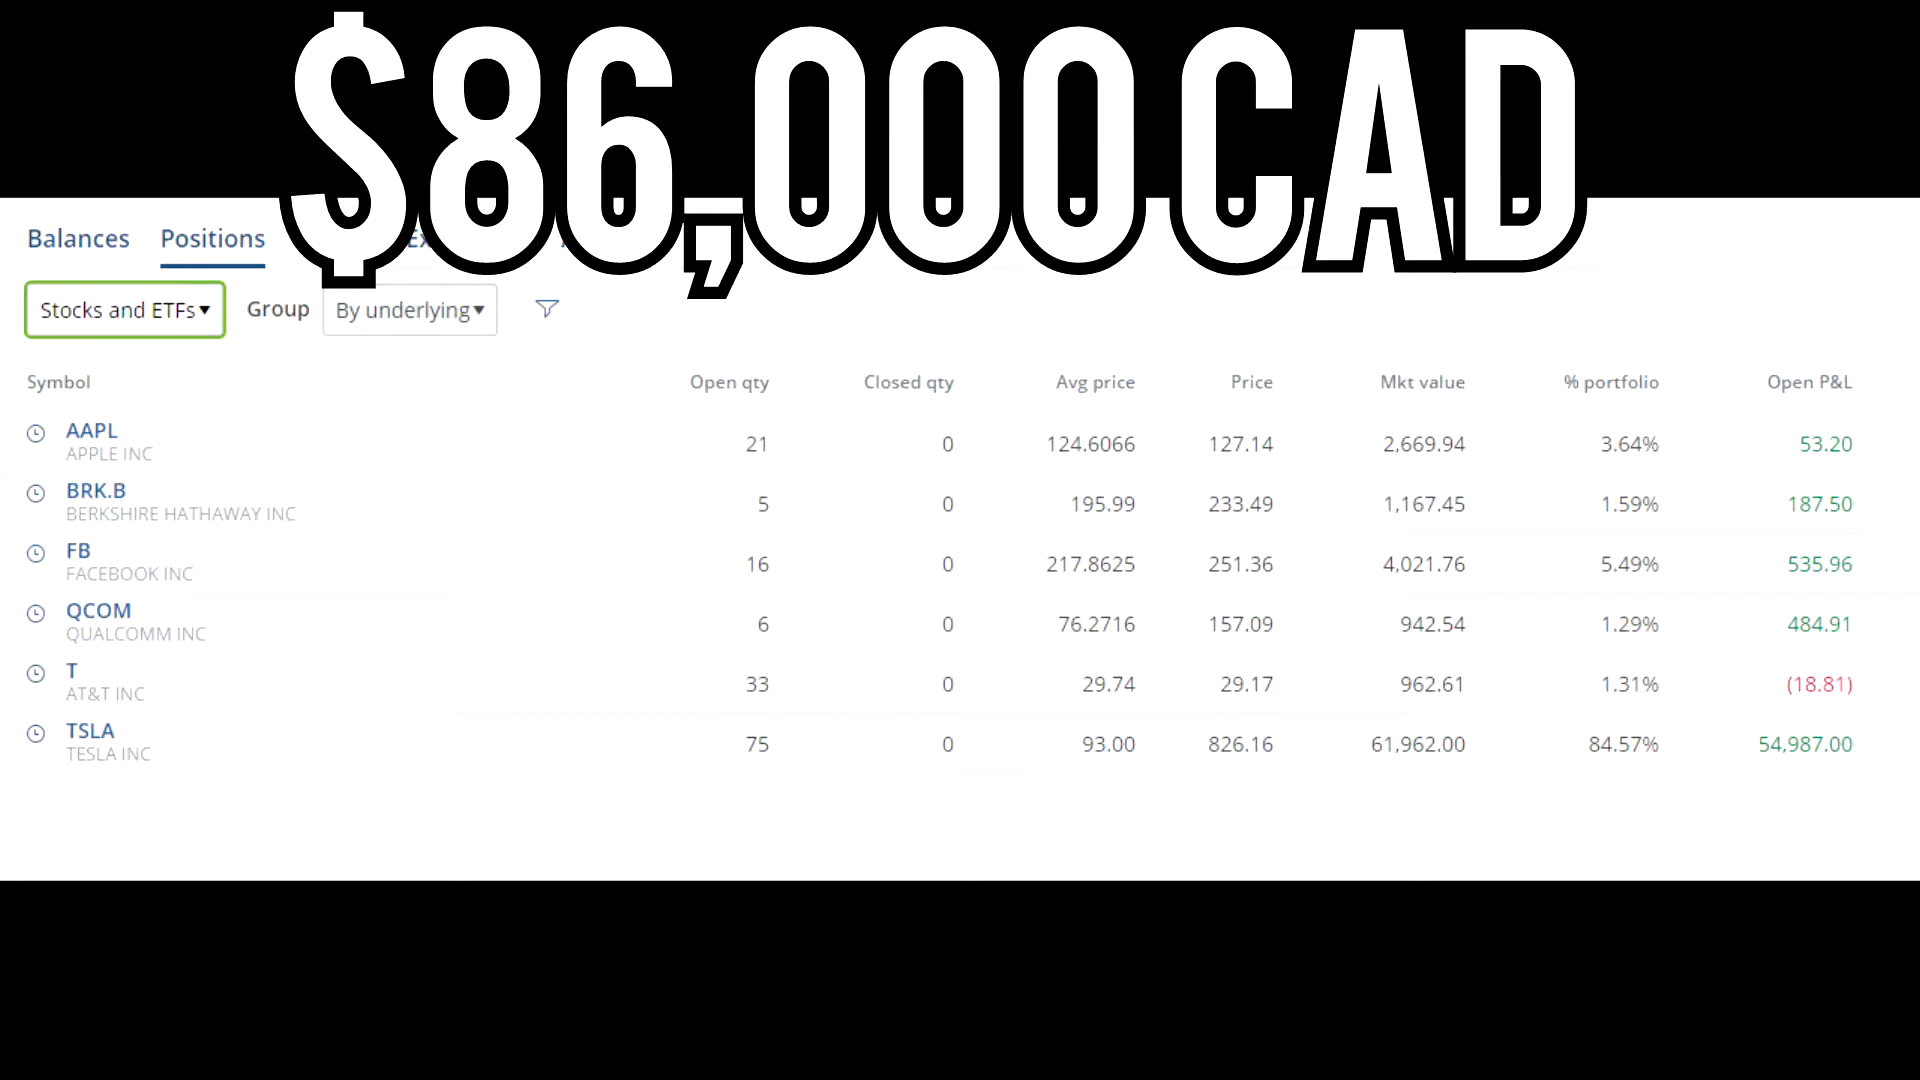 $86,000 CAD
Balances Positions
Stocks and ETFs Group By underlying
Symbol Open qty Closed qty Avg price Price Mkt value % portfolio Open P&L
AAPL
APPLE INC 21 0 124.6066 127.14 2,669.94 3.64% 53.20
BRK.B
BERKSHIRE HATHAWAY INC 5 0 195.99 233.49 1,167.45 1.59% 187.50
FB
FACEBOOK INC 16 0 217.8625 251.36 4,021.76 5.49% 535.96
QCOM
QUALCOMM INC 6 0 76.2716 157.09 942.54 1.29% 484.91
T
AT&T INC 33 0 29.74 29.17 962.61 1.31% (18.81)
TSLA
TESLA INC 75 0 93.00 826.16 61,962.00 84.57% 54,987.00